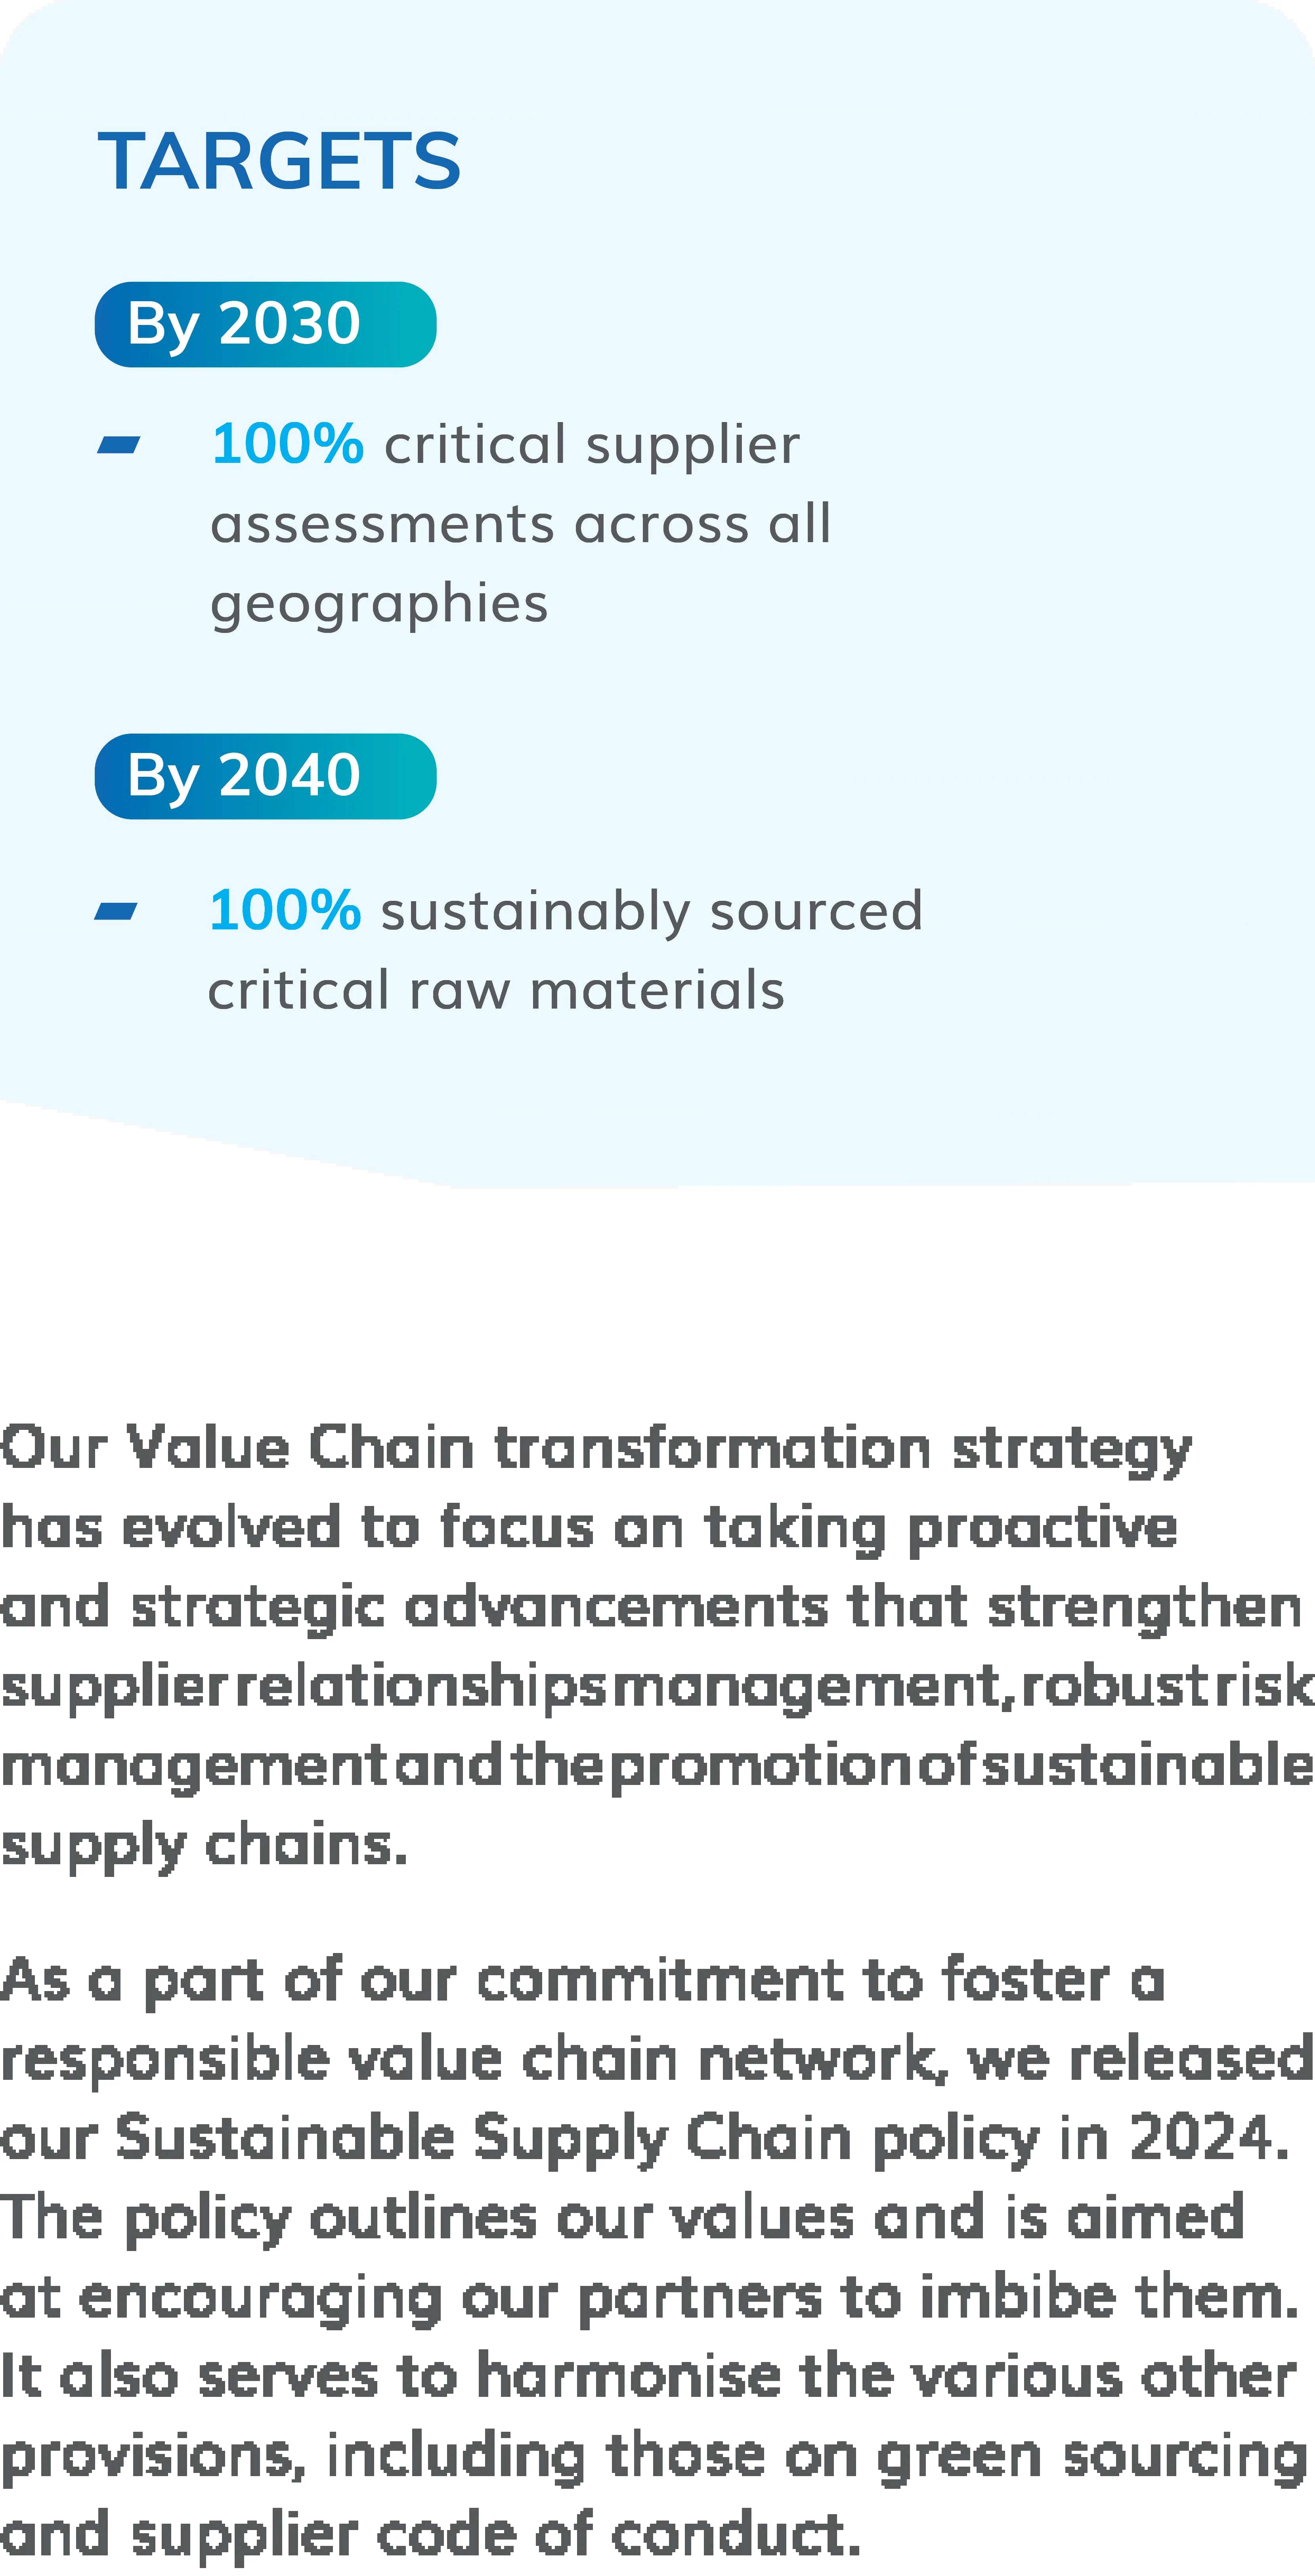 TARGETS
By 2030
100% critical supplier
assessments across all
geographies
By 2040
100% sustainably sourced
critical raw materials
Our Value Chain transformation strategy
has evolved to focus on taking proactive
and strategic advancements that strengthen
supplier relationships management, robust risk
management and the promotion of sustainable
supply chains.
As a part of our commitment to foster a
responsible value chain network, we released
our Sustainable Supply Chain policy in 2024.
The policy outlines our values and is aimed
at encouraging our partners to imbibe them.
It also serves to harmonise the various other
provisions, including those on green sourcing
and supplier code of conduct.